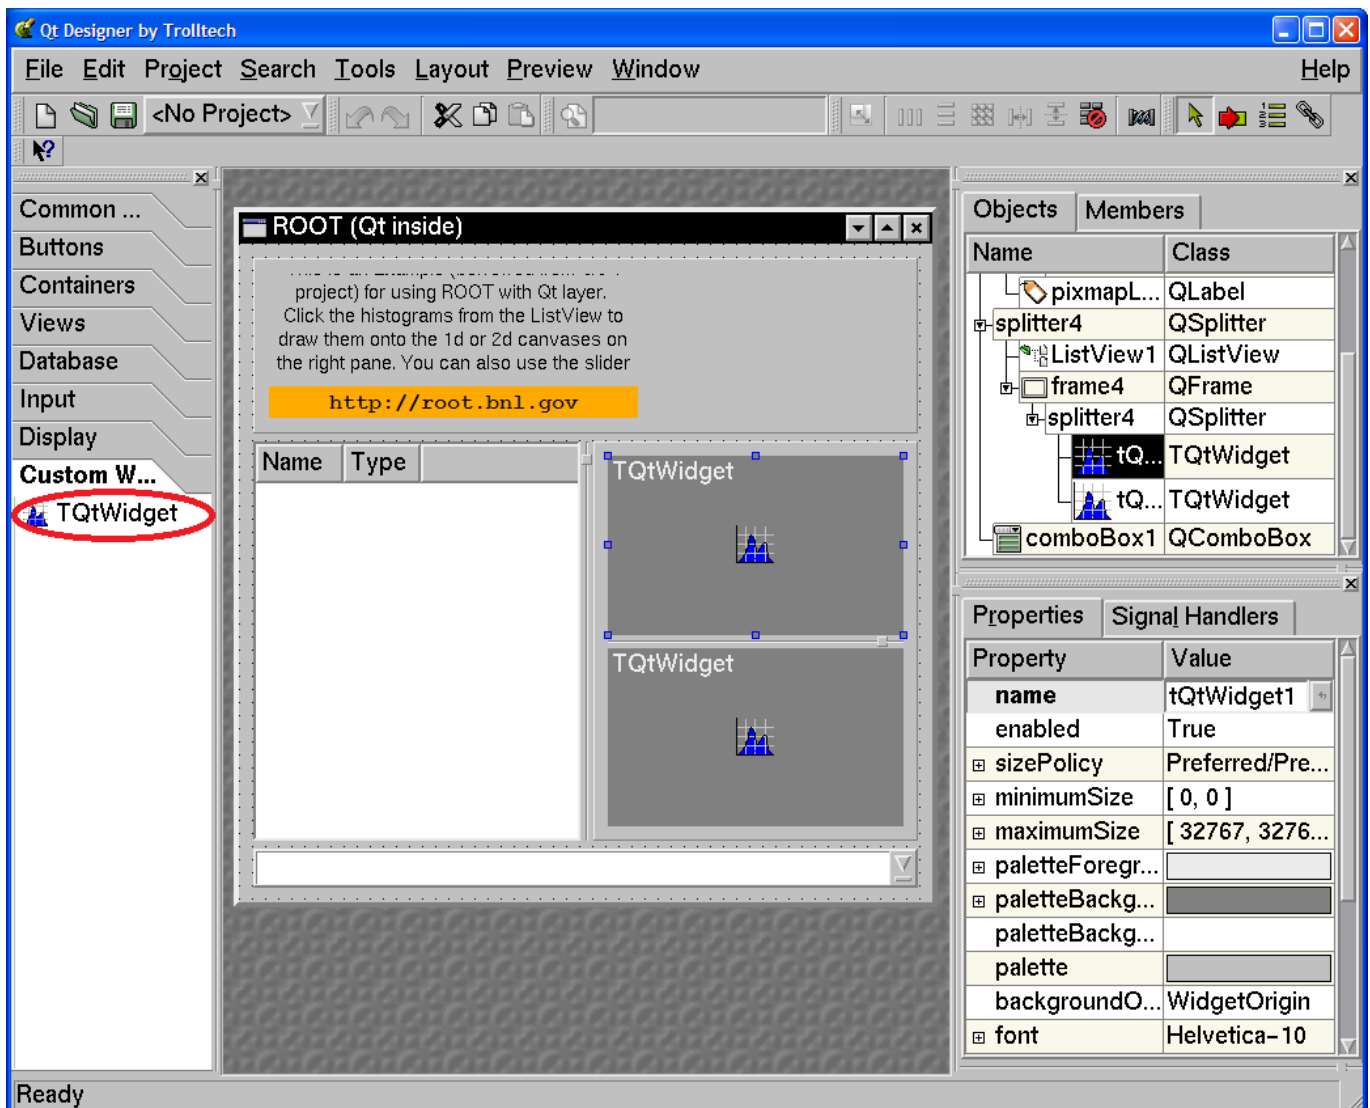 Qt Designer by Trolltech
File Edit Project Search Tools Layout Preview Window Help
<No Project>
Common ...
Buttons
Containers
Views
Database
Input
Display
Custom W...
TQtWidget
ROOT (Qt inside)
project) for using ROOT with Qt layer.
Click the histograms from the ListView to
draw them onto the 1d or 2d canvases on
the right pane. You can also use the slider
http://root.bnl.gov
Name Type
TQtWidget
TQtWidget
Objects Members
Name Class
pixmapL... QLabel
splitter4 QSplitter
ListView1 QListView
frame4 QFrame
splitter4 QSplitter
tQ... TQtWidget
tQ... TQtWidget
comboBox1 QComboBox
Properties Signal Handlers
Property Value
name tQtWidget1
enabled True
sizePolicy Preferred/Pre...
minimumSize [ 0, 0 ]
maximumSize [ 32767, 3276...
paletteForegr...
paletteBackg...
paletteBackg...
palette
backgroundO... WidgetOrigin
font Helvetica-10
Ready